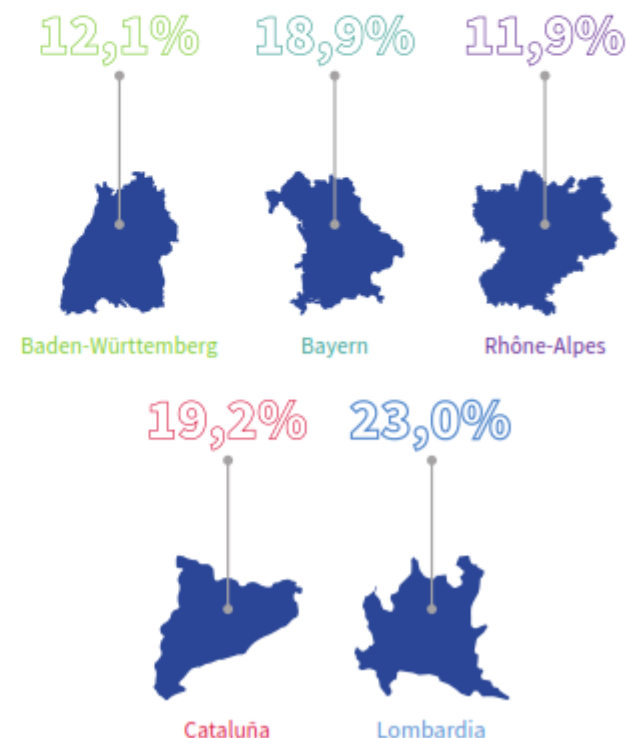 12,1% 18,9% 11,9%
Baden-Württemberg Bayern Rhône-Alpes
19,2% 23,0%
Cataluña Lombardia